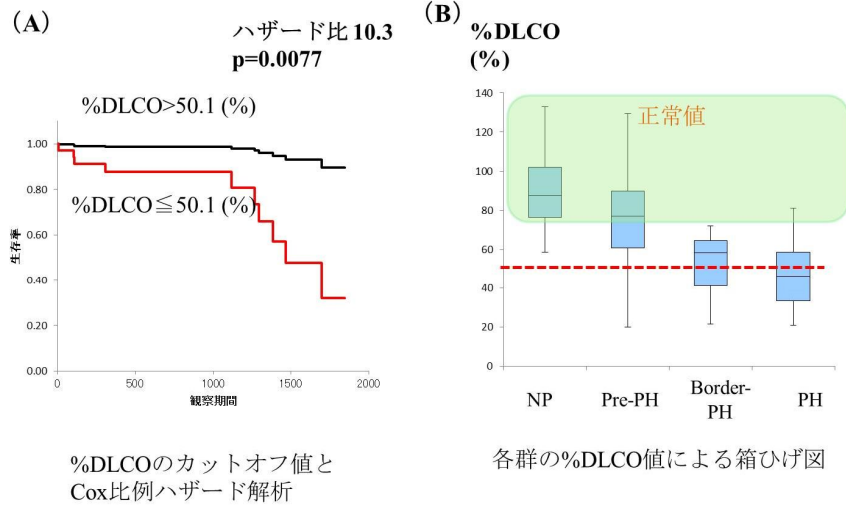 (A)
ハザード比 10.3
p=0.0077
%DLCO>50.1 (%)
1.00
0.80
0.60
0.40
0.20
0.00
生存率
%DLCO≦50.1 (%)
0
500
1000
1500
2000
観察期間
%DLCOのカットオフ値と
Cox比例ハザード解析
(B)
%DLCO
(%)
正常値
140
120
100
80
60
40
20
0
NP
Pre-PH
Border-
PH
PH
各群の%DLCO値による箱ひげ図